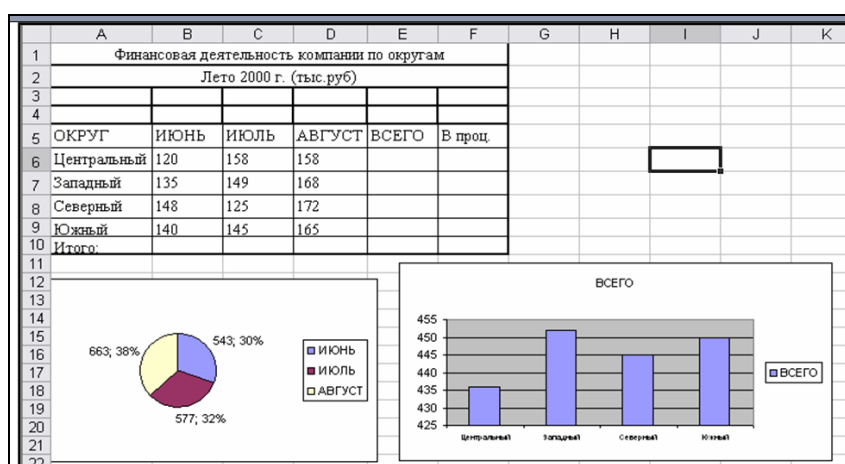 A B C D E F G H I J K
1 Финансовая деятельность компании по округам
2 Лето 2000 г. (тыс.руб)
3
4
5 ОКРУГ ИЮНЬ ИЮЛЬ АВГУСТ ВСЕГО В проц.
6 Центральный 120 158 158
7 Западный 135 149 168
8 Северный 148 125 172
9 Южный 140 145 165
10 Итого:
11
12
13
14
15
16
17
18
19
20
21
22
543; 30%
663; 38%
577; 32%
ИЮНЬ
ИЮЛЬ
АВГУСТ
ВСЕГО
455
450
445
440
435
430
425
Центральный Западный Северный Южный
ВСЕГО